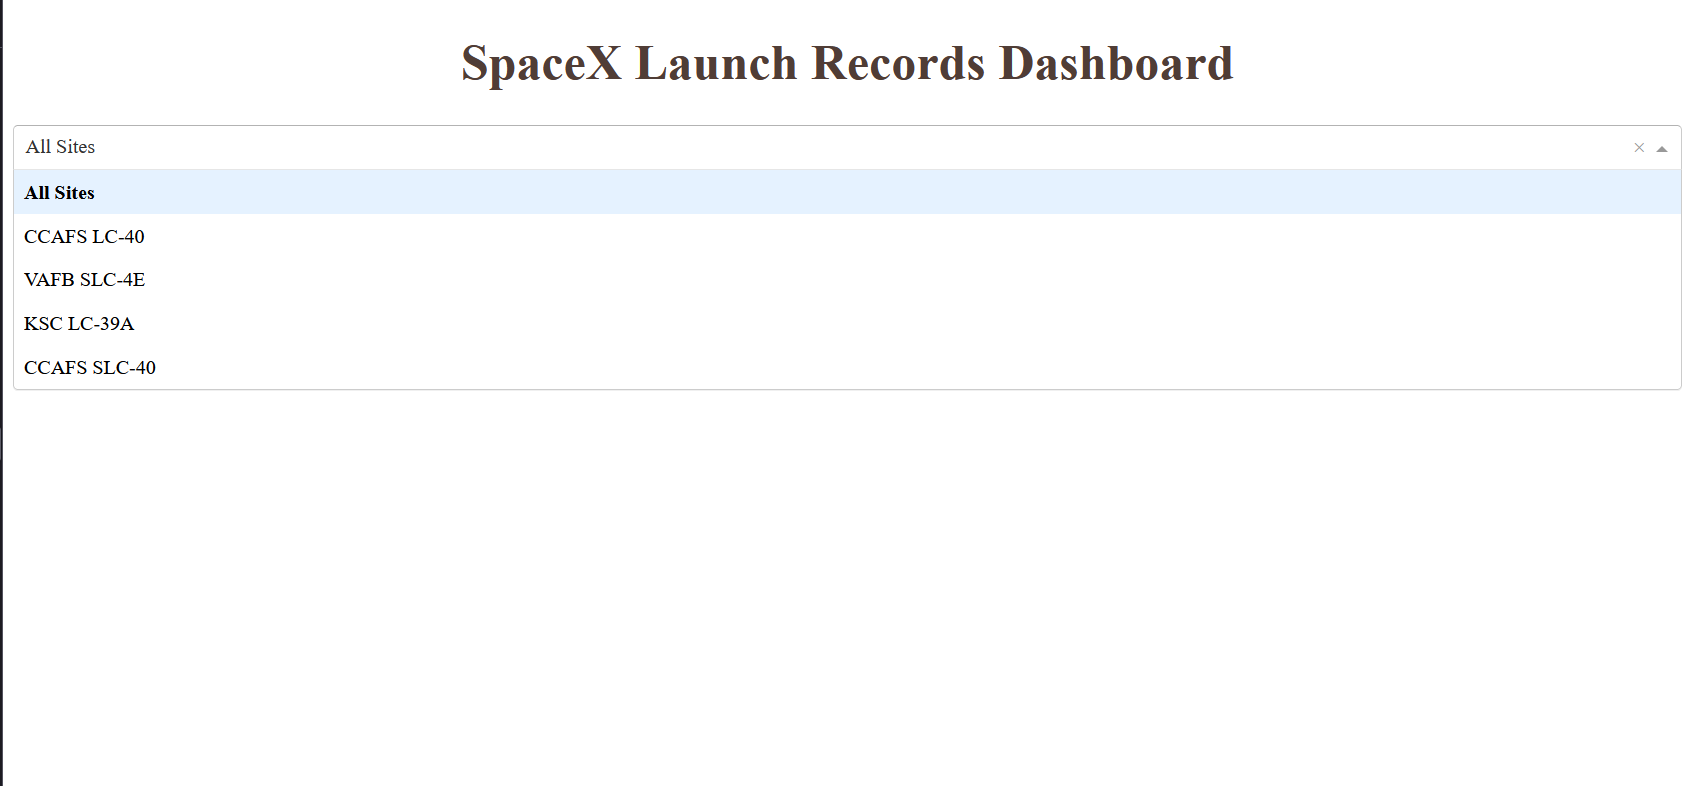 SpaceX Launch Records Dashboard
All Sites
All Sites
CCAFS LC-40
VAFB SLC-4E
KSC LC-39A
CCAFS SLC-40